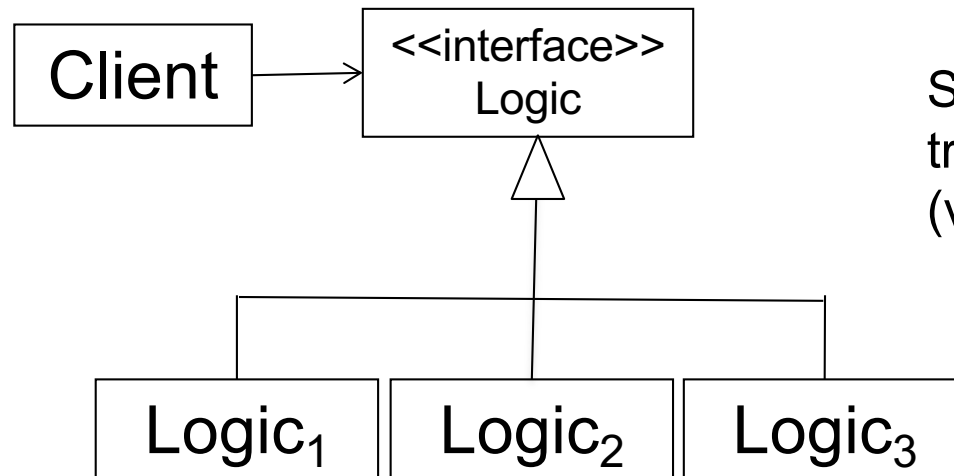 Client
<<interface>>
Logic
Logic₁
Logic₂
Logic₃